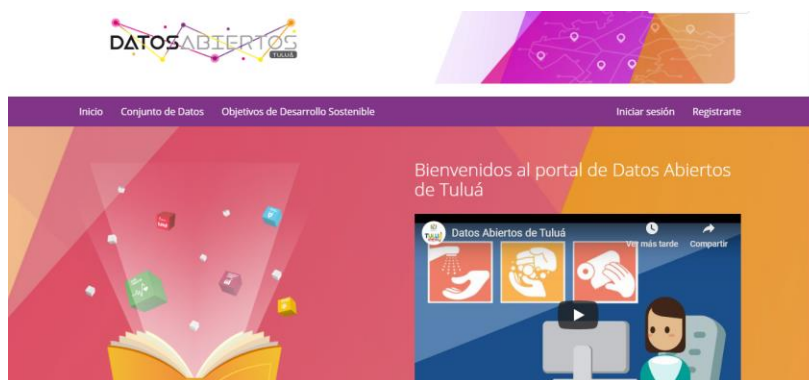 DATOSABIERTOS
TULUÁ
Inicio Conjunto de Datos Objetivos de Desarrollo Sostenible Iniciar sesión Registrarte
Bienvenidos al portal de Datos Abiertos
de Tuluá
Datos Abiertos de Tuluá
Ver más tarde Compartir